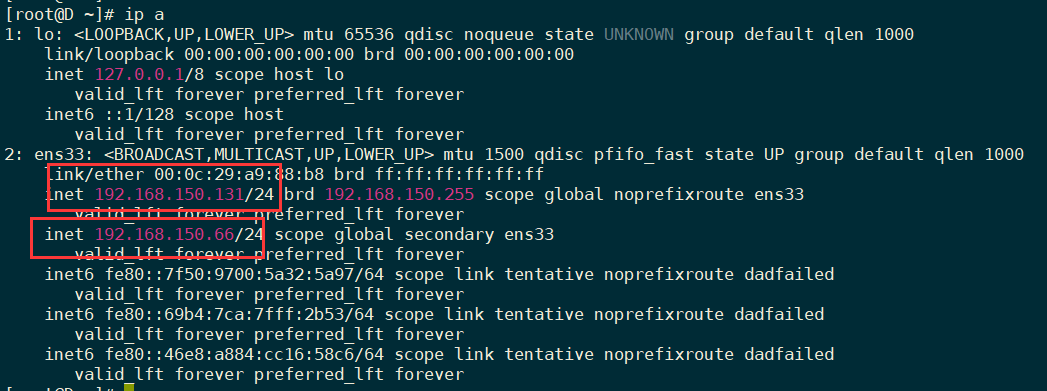 [root@D ~]# ip a
1: lo: <LOOPBACK,UP,LOWER_UP> mtu 65536 qdisc noqueue state UNKNOWN group default qlen 1000
link/loopback 00:00:00:00:00:00 brd 00:00:00:00:00:00
inet 127.0.0.1/8 scope host lo
valid_lft forever preferred_lft forever
inet6 ::1/128 scope host
valid_lft forever preferred_lft forever
2: ens33: <BROADCAST,MULTICAST,UP,LOWER_UP> mtu 1500 qdisc pfifo_fast state UP group default qlen 1000
link/ether 00:0c:29:a9:88:b8 brd ff:ff:ff:ff:ff:ff
inet 192.168.150.131/24 brd 192.168.150.255 scope global noprefixroute ens33
valid_lft forever preferred_lft forever
inet 192.168.150.66/24 scope global secondary ens33
valid_lft forever preferred_lft forever
inet6 fe80::7f50:9700:5a32:5a97/64 scope link tentative noprefixroute dadfailed
valid_lft forever preferred_lft forever
inet6 fe80::69b4:7ca:7fff:2b53/64 scope link tentative noprefixroute dadfailed
valid_lft forever preferred_lft forever
inet6 fe80::46e8:a884:cc16:58c6/64 scope link tentative noprefixroute dadfailed
valid_lft forever preferred_lft forever